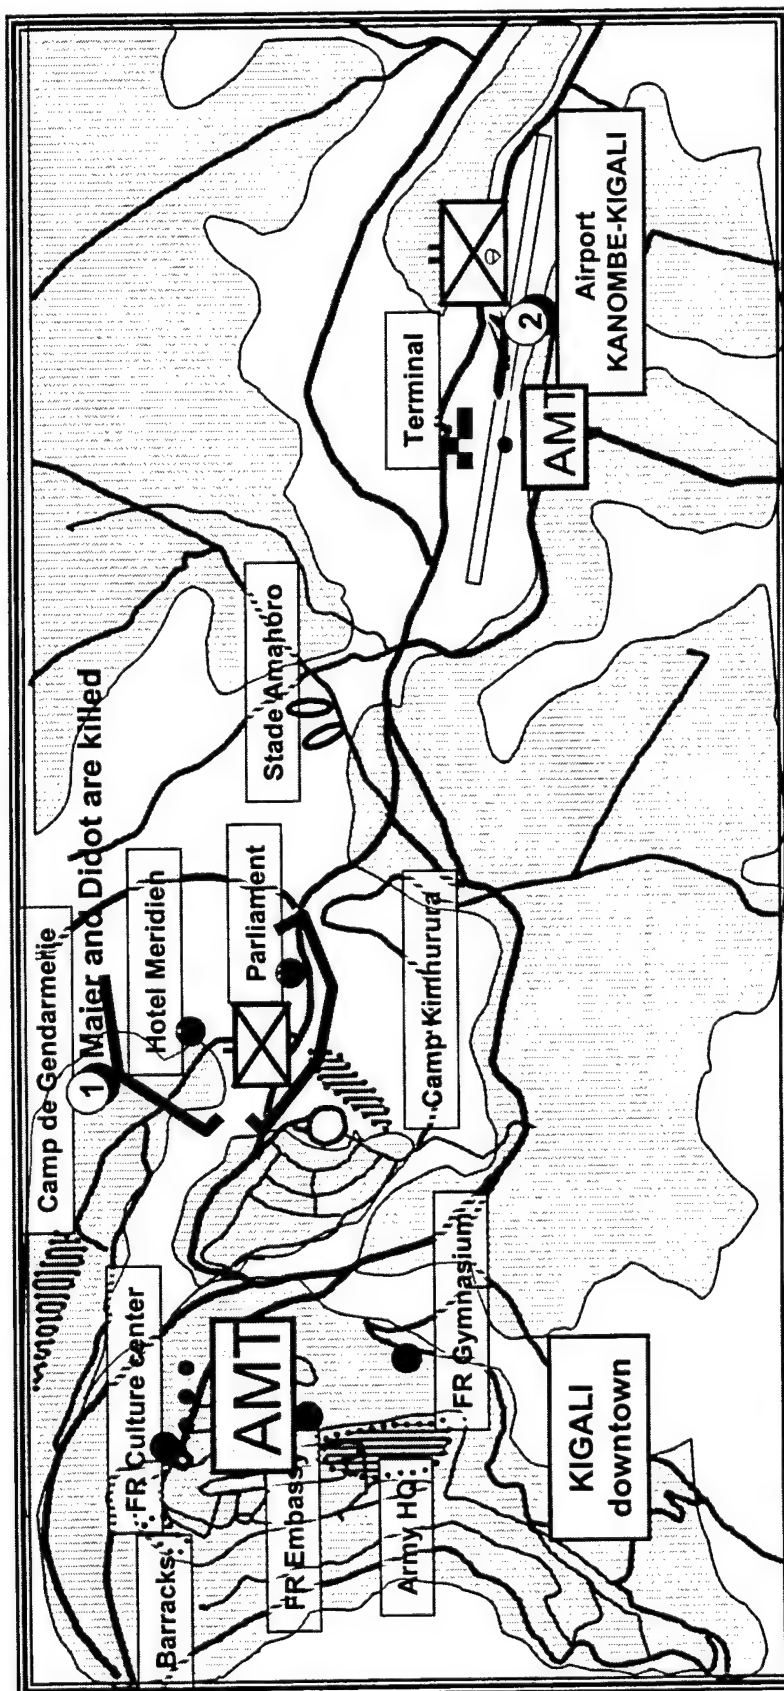 Camp de Gendarmerie
1 Maier and Didot are killed
Hotel Meridien
Parliament
Stade Amahoro
Terminal
2
Airport
KANOMBE-KIGALI
AMT
Camp Kimhurura
FR Culture center
AMT
FR Gymnasium
Barracks
FR Embassy
Army HQ
KIGALI
downtown